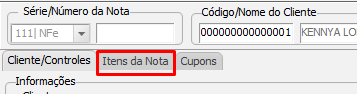 Série/Número da Nota
Código/Nome do Cliente
111| NFe
000000000000001
KENNYA
Cliente/Controles
Itens da Nota
Cupons
Informações